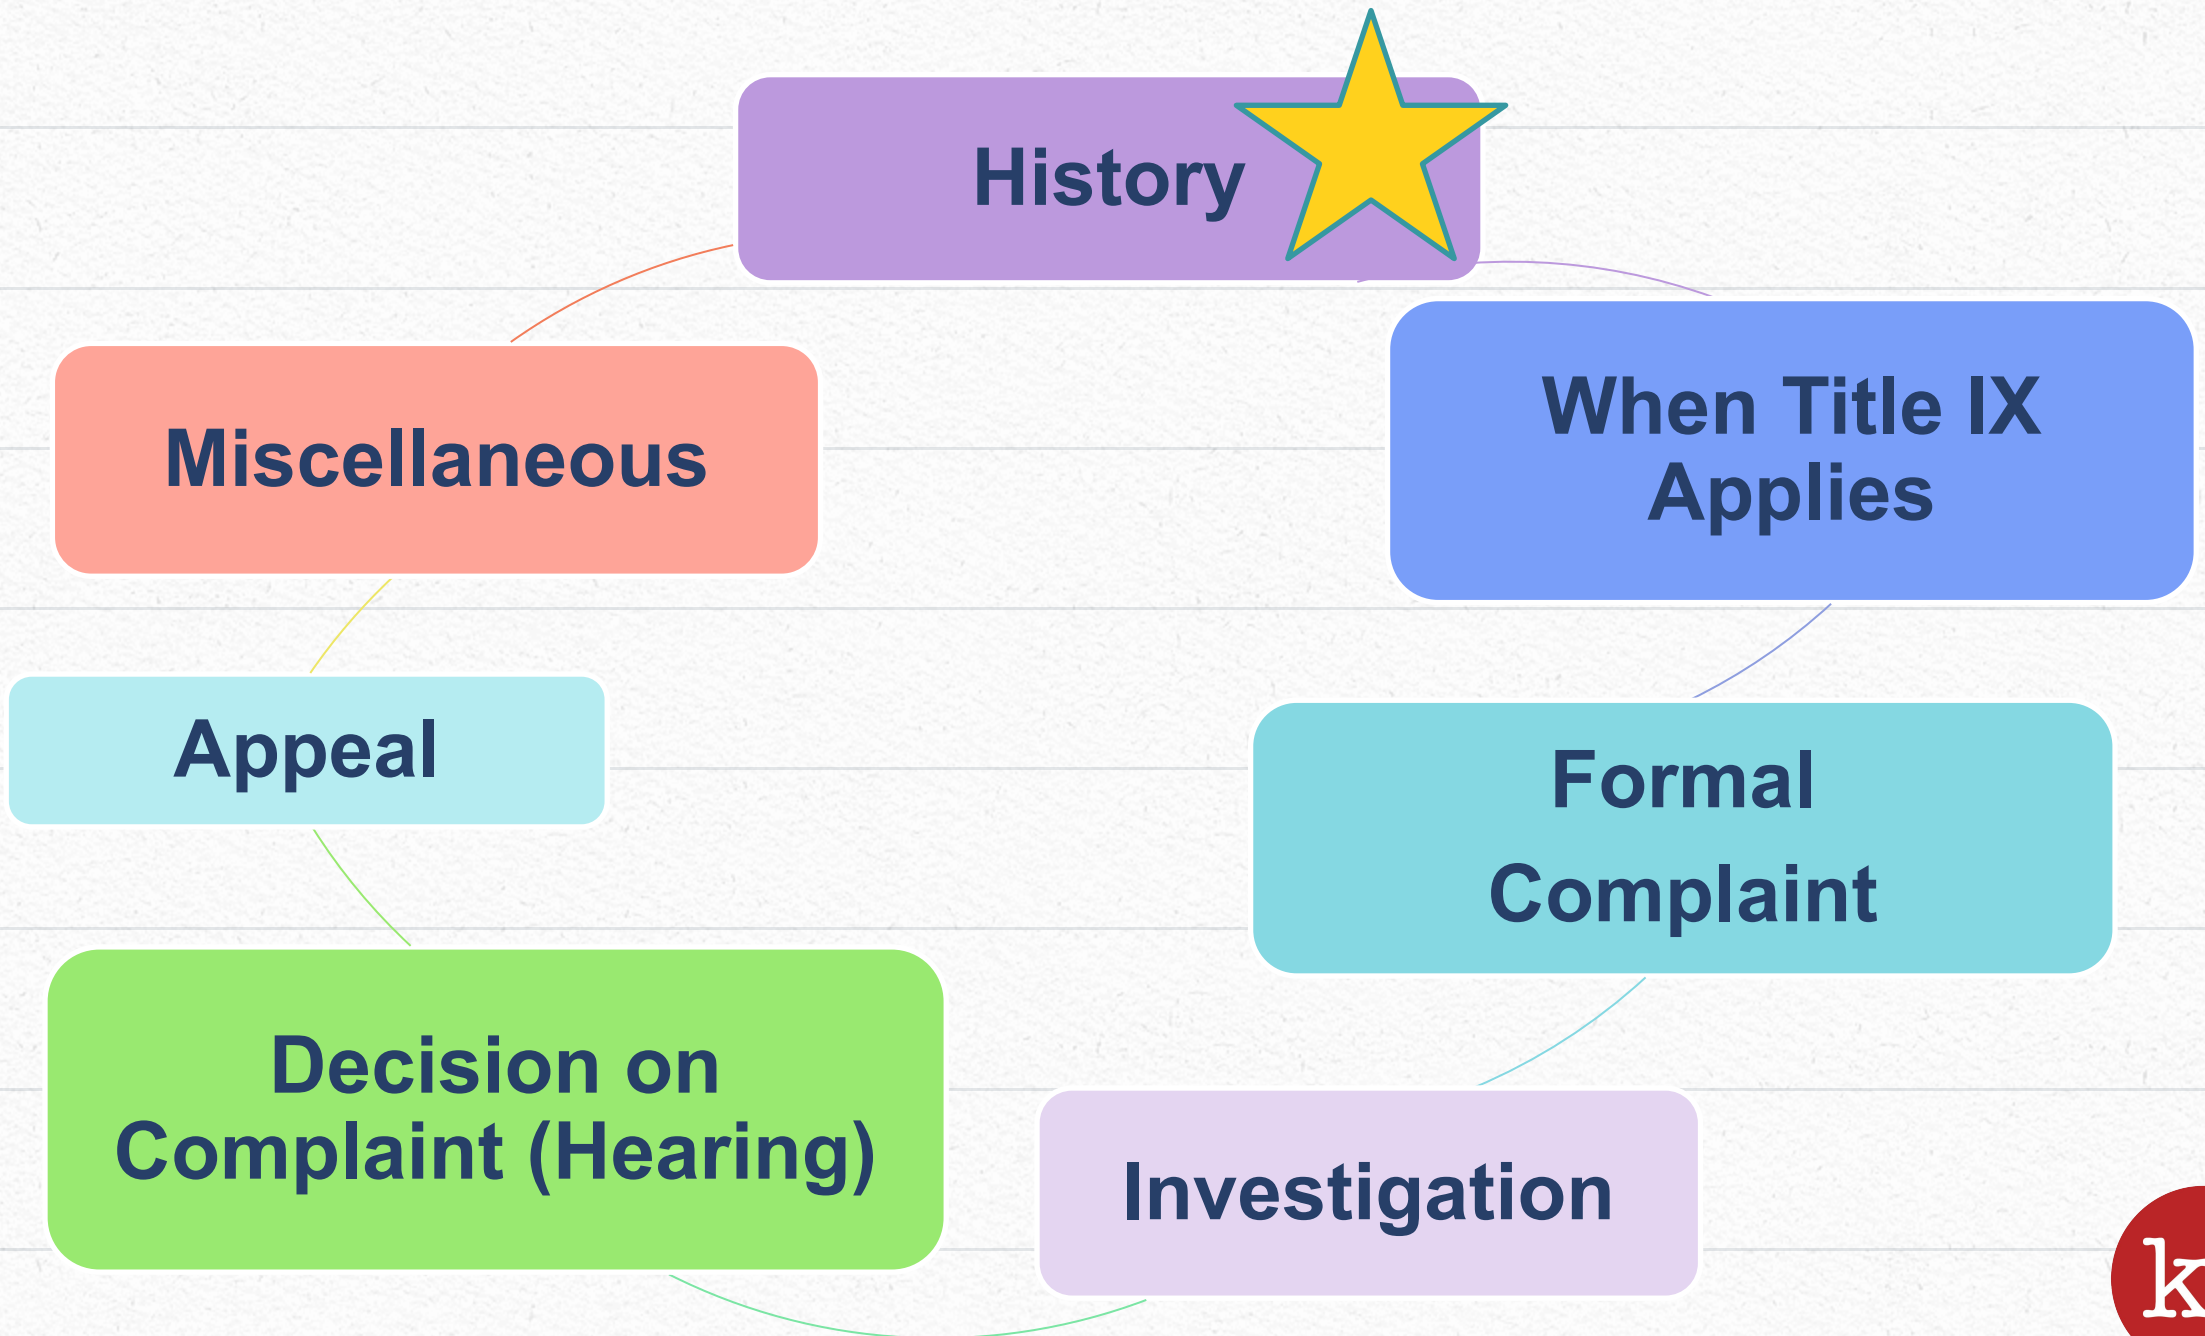 History
When Title IX
Applies
Formal
Complaint
Investigation
Decision on
Complaint (Hearing)
Appeal
Miscellaneous
k